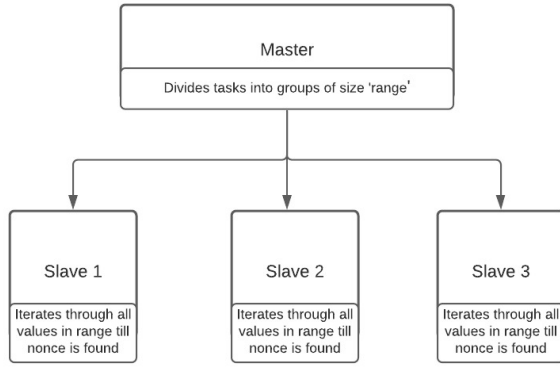 Master
Divides tasks into groups of size 'range'
Slave 1
Iterates through all
values in range till
nonce is found
Slave 2
Iterates through all
values in range till
nonce is found
Slave 3
Iterates through all
values in range till
nonce is found